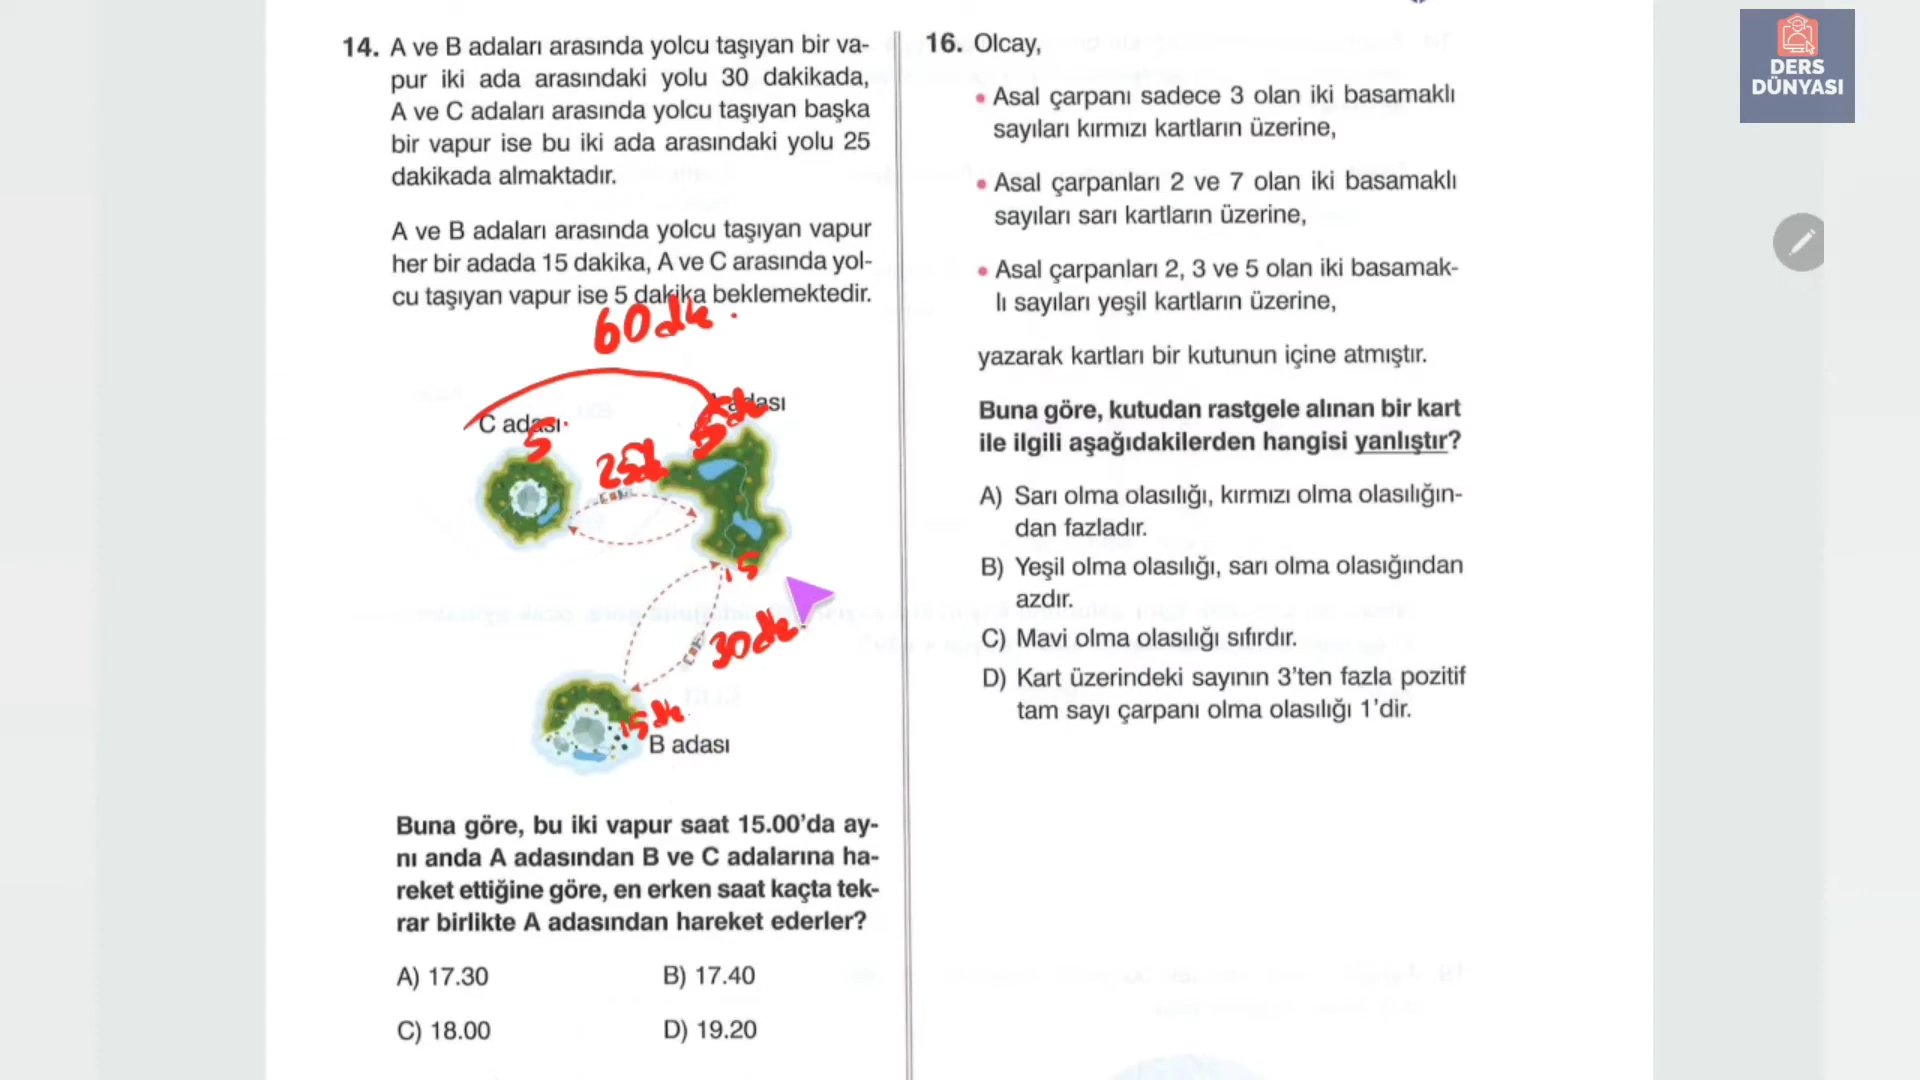 14. A ve B adaları arasında yolcu taşıyan bir va-
pur iki ada arasındaki yolu 30 dakikada,
A ve C adaları arasında yolcu taşıyan başka
bir vapur ise bu iki ada arasındaki yolu 25
dakikada almaktadır.
A ve B adaları arasında yolcu taşıyan vapur
her bir adada 15 dakika, A ve C arasında yol-
cu taşıyan vapur ise 5 dakika beklemektedir.
60dk.
C adası
5
25dk
5dk
adası
15
30dk
15dk
B adası
Buna göre, bu iki vapur saat 15.00'da ay-
nı anda A adasından B ve C adalarına ha-
reket ettiğine göre, en erken saat kaçta tek-
rar birlikte A adasından hareket ederler?
A) 17.30
B) 17.40
C) 18.00
D) 19.20
16. Olcay,
• Asal çarpanı sadece 3 olan iki basamaklı
sayıları kırmızı kartların üzerine,
• Asal çarpanları 2 ve 7 olan iki basamaklı
sayıları sarı kartların üzerine,
• Asal çarpanları 2, 3 ve 5 olan iki basamak-
lı sayıları yeşil kartların üzerine,
yazarak kartları bir kutunun içine atmıştır.
Buna göre, kutudan rastgele alınan bir kart
ile ilgili aşağıdakilerden hangisi yanlıştır?
A) Sarı olma olasılığı, kırmızı olma olasılığın-
dan fazladır.
B) Yeşil olma olasılığı, sarı olma olasığından
azdır.
C) Mavi olma olasılığı sıfırdır.
D) Kart üzerindeki sayının 3'ten fazla pozitif
tam sayı çarpanı olma olasılığı 1'dir.
DERS
DÜNYASI